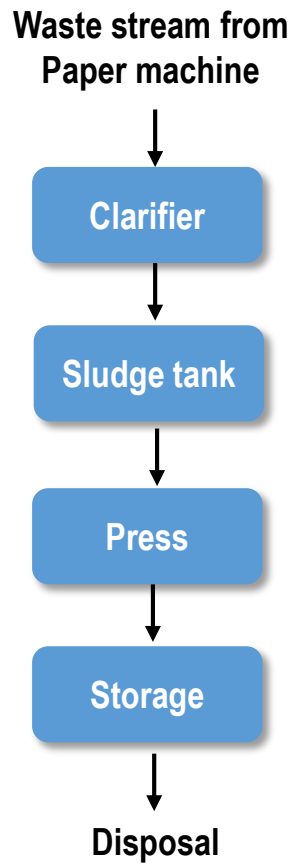 Waste stream from
Paper machine
Clarifier
Sludge tank
Press
Storage
Disposal